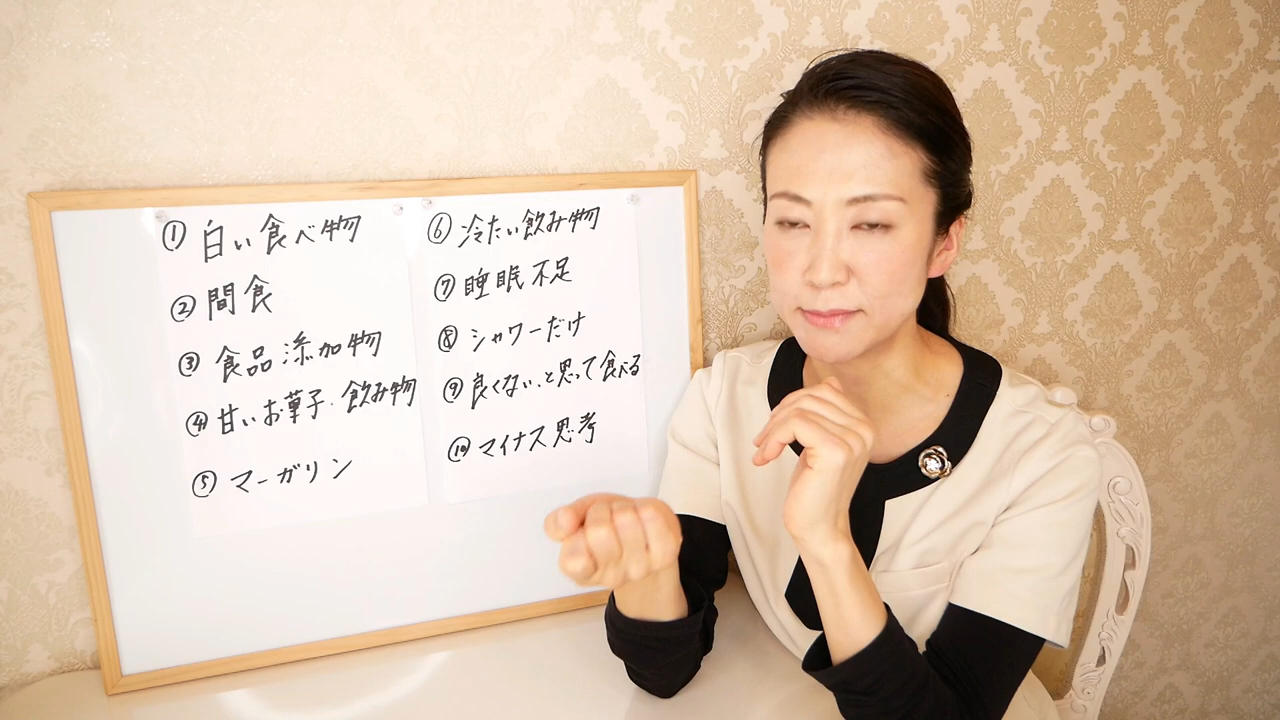 ① 白い食べ物
② 間食
③ 食品添加物
④ 甘いお菓子・飲み物
⑤ マーガリン
⑥ 冷たい飲み物
⑦ 睡眠不足
⑧ シャワーだけ
⑨ 良くない、と思って食べる
⑩ マイナス思考